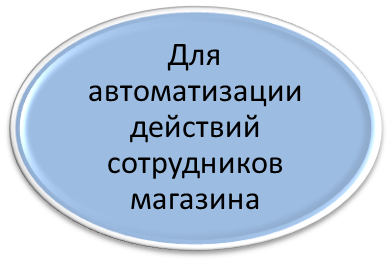 Для
автоматизации
действий
сотрудников
магазина